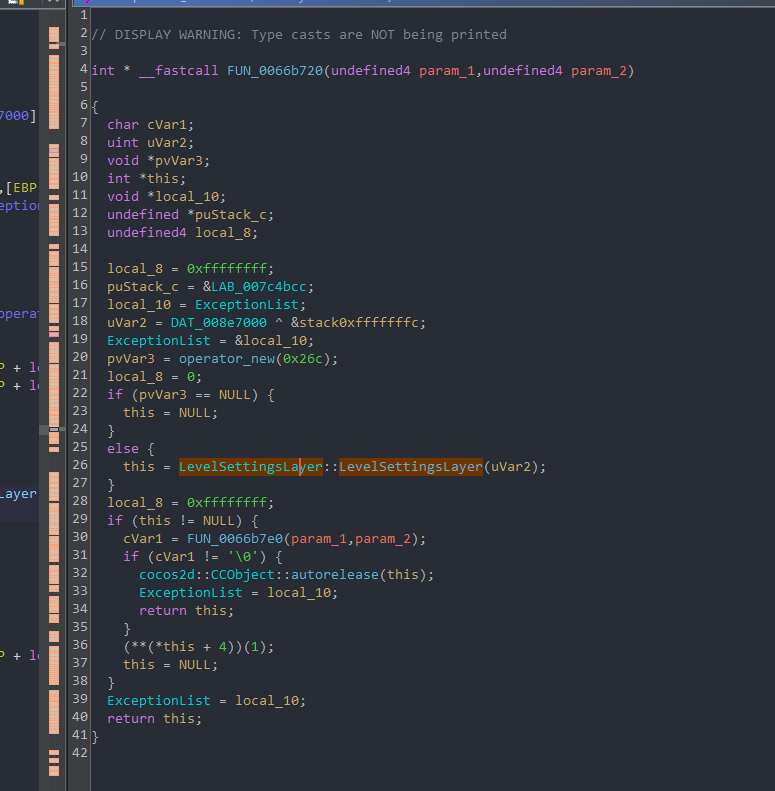 1
2 // DISPLAY WARNING: Type casts are NOT being printed
3
4 int * __fastcall FUN_0066b720(undefined4 param_1,undefined4 param_2)
5
6 {
7   char cVar1;
8   uint uVar2;
9   void *pvVar3;
10   int *this;
11   void *local_10;
12   undefined *puStack_c;
13   undefined4 local_8;
14
15   local_8 = 0xffffffff;
16   puStack_c = &LAB_007c4bcc;
17   local_10 = ExceptionList;
18   uVar2 = DAT_008e7000 ^ &stack0xfffffffc;
19   ExceptionList = &local_10;
20   pvVar3 = operator_new(0x26c);
21   local_8 = 0;
22   if (pvVar3 == NULL) {
23     this = NULL;
24   }
25   else {
26     this = LevelSettingsLayer::LevelSettingsLayer(uVar2);
27   }
28   local_8 = 0xffffffff;
29   if (this != NULL) {
30     cVar1 = FUN_0066b7e0(param_1,param_2);
31     if (cVar1 != '\0') {
32       cocos2d::CCObject::autorelease(this);
33       ExceptionList = local_10;
34       return this;
35     }
36     (**(*this + 4))(1);
37     this = NULL;
38   }
39   ExceptionList = local_10;
40   return this;
41 }
42
7000]
,[EBP
eption
opera
P + lo
P + lo
Layer
P + lo